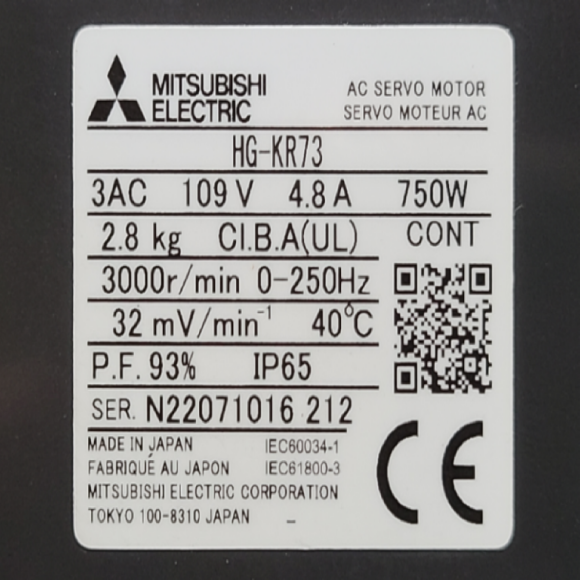 MITSUBISHI
ELECTRIC
AC SERVO MOTOR
SERVO MOTEUR AC
HG-KR73
3AC 109 V 4.8 A 750W
2.8 kg CI.B.A(UL) CONT
3000r/min 0-250Hz
32 mV/min⁻¹ 40°C
P.F. 93% IP65
SER. N22071016 212
MADE IN JAPAN IEC60034-1
FABRIQUÉ AU JAPON IEC61800-3
MITSUBISHI ELECTRIC CORPORATION
TOKYO 100-8310 JAPAN _
CE